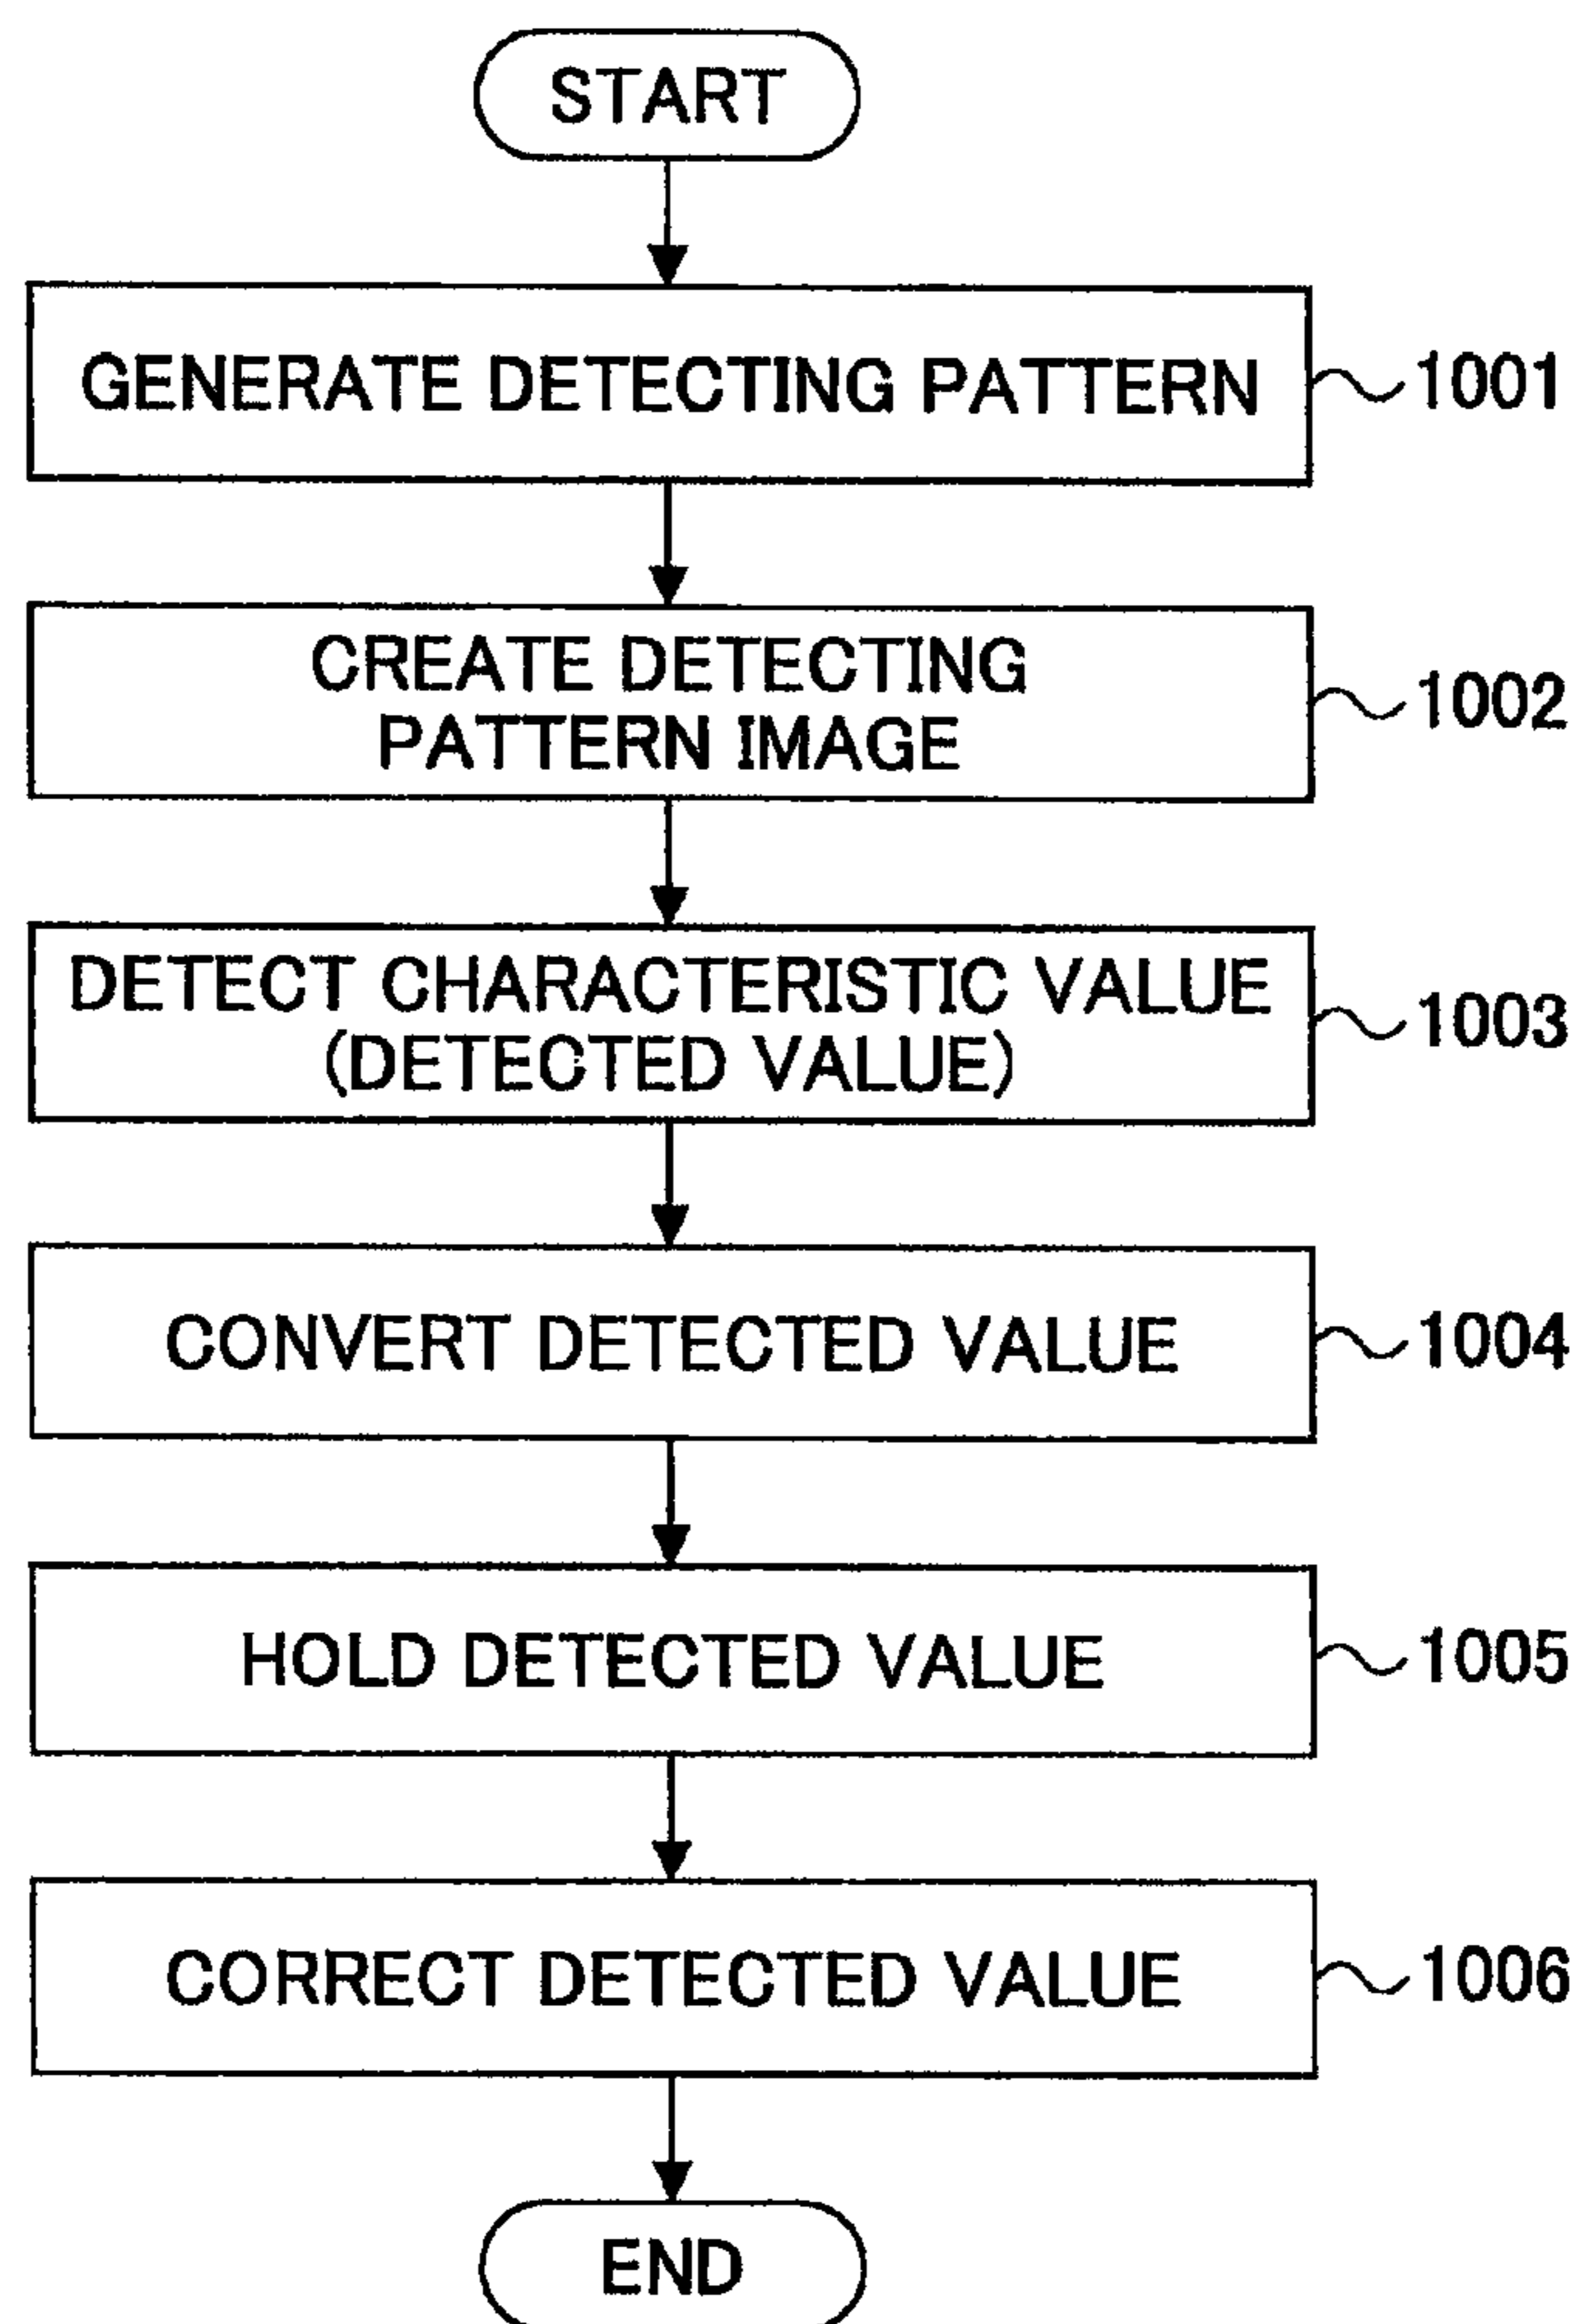 START
GENERATE DETECTING PATTERN
1001
CREATE DETECTING
PATTERN IMAGE
1002
DETECT CHARACTERISTIC VALUE
(DETECTED VALUE)
1003
CONVERT DETECTED VALUE
1004
HOLD DETECTED VALUE
1005
CORRECT DETECTED VALUE
1006
END